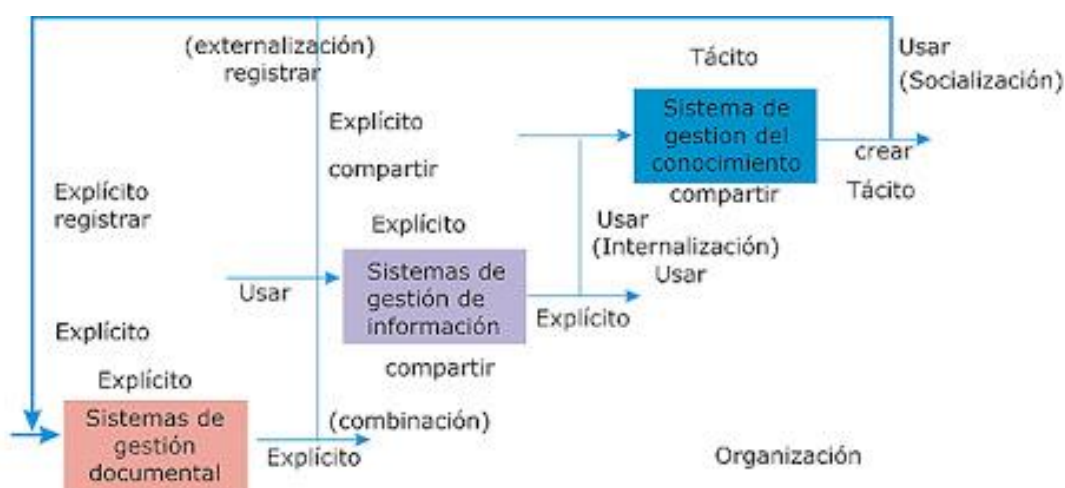 (externalización)
registrar
Tácito
Usar
(Socialización)
Explícito
compartir
Sistema de
gestion del
conocimiento
crear
Tácito
compartir
Explícito
registrar
Explícito
Usar
(Internalización)
Usar
Sistemas de
gestión de
información
Usar
Explícito
compartir
Explícito
Explícito
(combinación)
Sistemas de
gestión
documental
Explícito
Organización